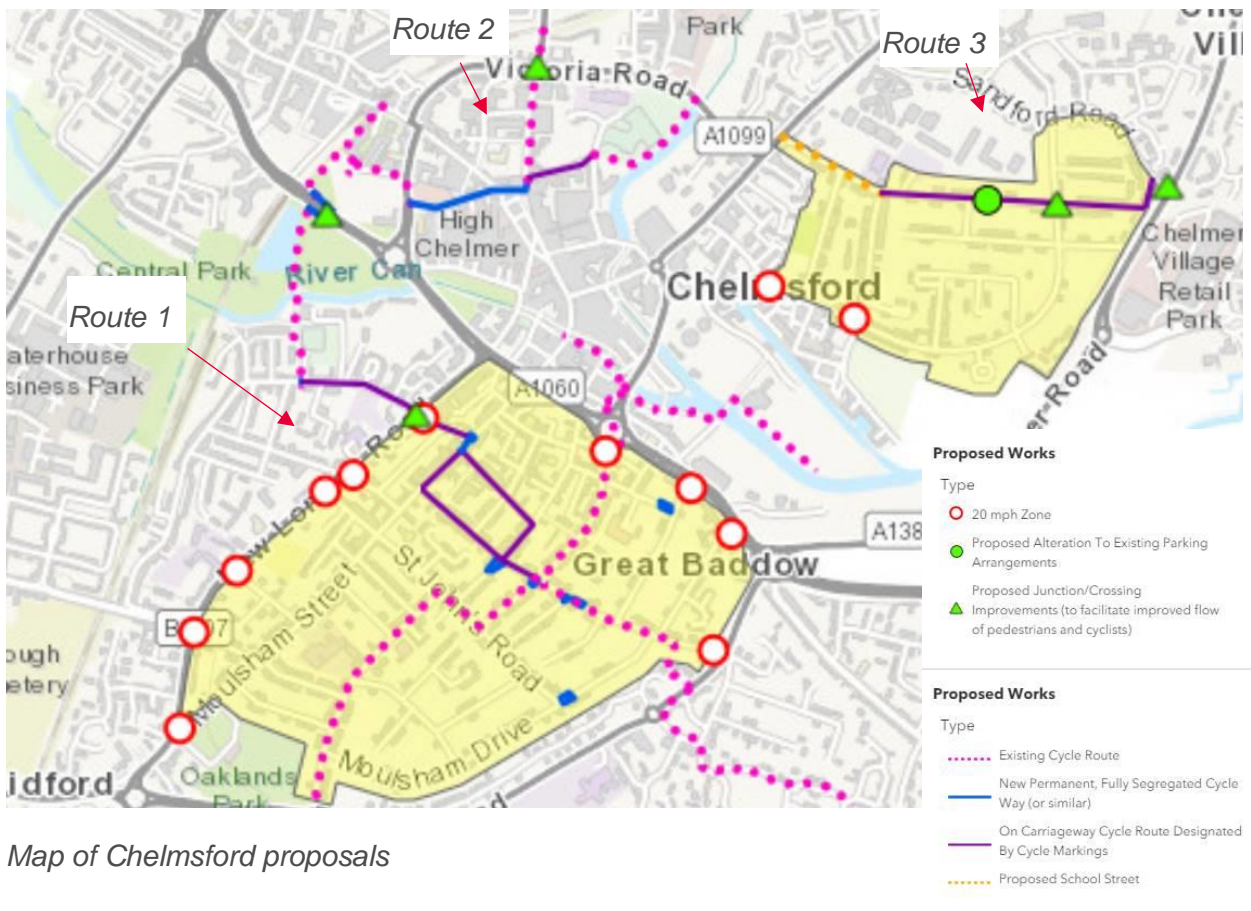 Route 2
Park
Vill
Route 3
Victoria Road
Sandford Road
A1099
High
Chelmer
Central Park
River Can
Chelmsford
Chelmer
Village
Retail
Park
Route 1
aterhouse
siness Park
A1060
er Road
A138
Great Baddow
St John's Road
Moulsham Street
ough
etery
Moulsham Drive
Oaklands
Park
idford
Proposed Works
Type
20 mph Zone
Proposed Alteration To Existing Parking
Arrangements
Proposed Junction/Crossing
Improvements (to facilitate improved flow
of pedestrians and cyclists)
Proposed Works
Type
Existing Cycle Route
New Permanent, Fully Segregated Cycle
Way (or similar)
On Carriageway Cycle Route Designated
By Cycle Markings
Proposed School Street
Map of Chelmsford proposals